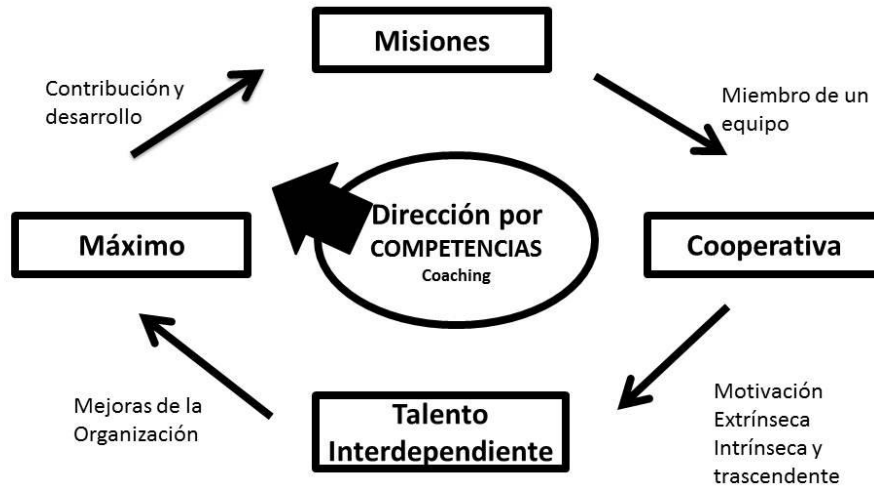 Misiones
Contribución y
desarrollo
Miembro de un
equipo
Máximo
Dirección por
COMPETENCIAS
Coaching
Cooperativa
Mejoras de la
Organización
Talento
Interdependiente
Motivación
Extrínseca
Intrínseca y
trascendente